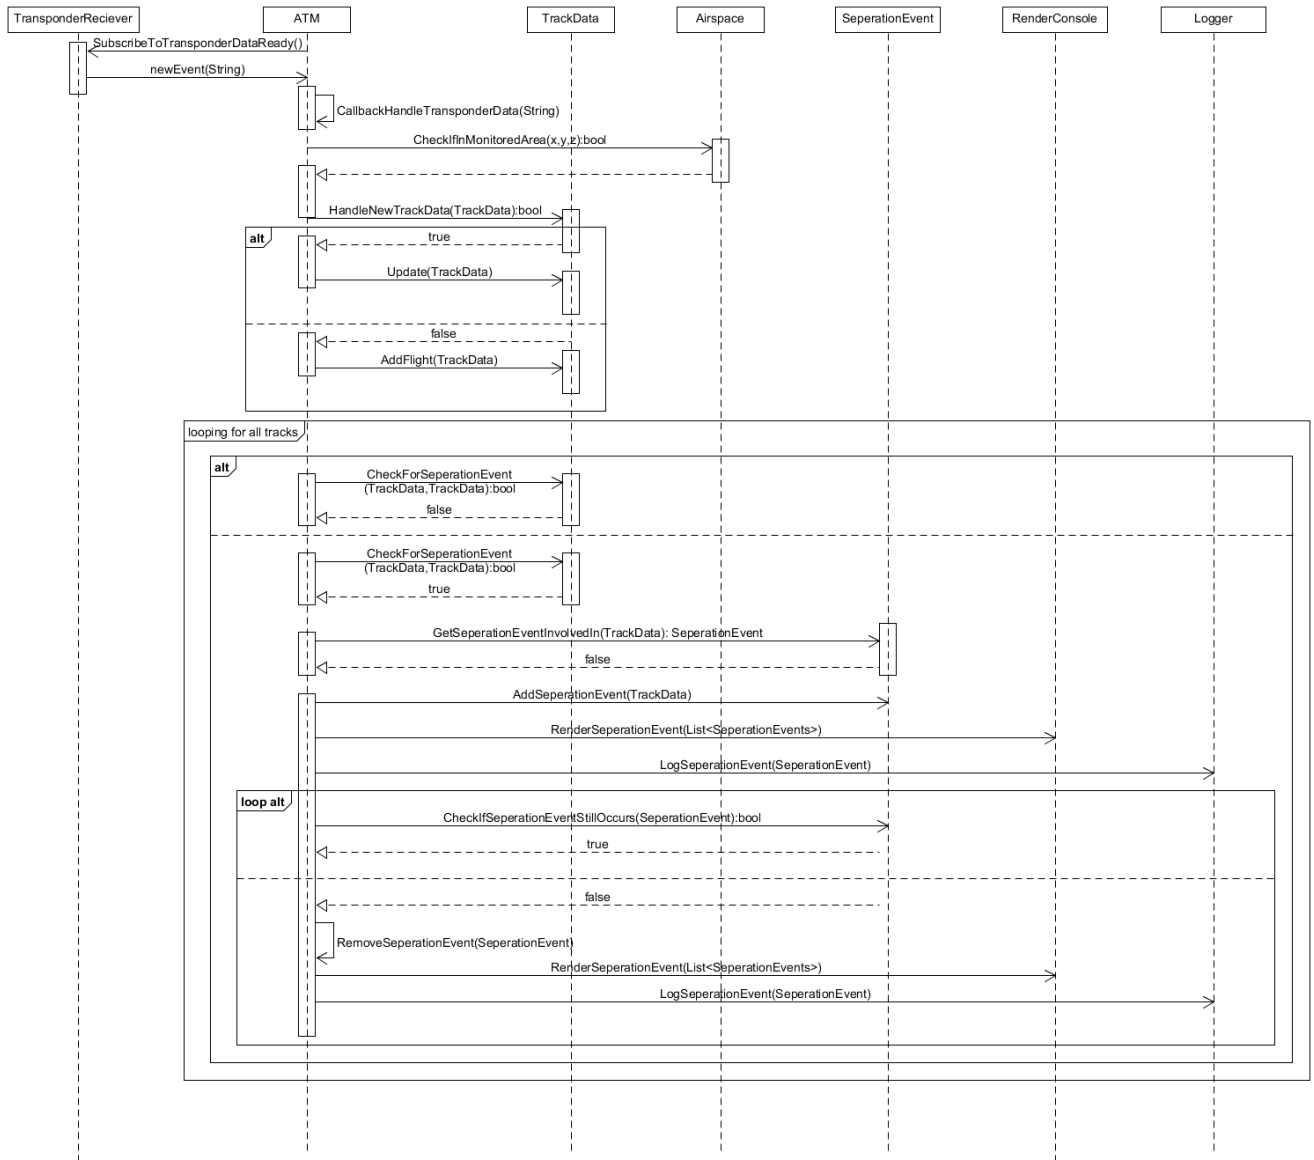 TransponderReciever
ATM
TrackData
Airspace
SeperationEvent
RenderConsole
Logger
SubscribeToTransponderDataReady()
newEvent(String)
CallbackHandleTransponderData(String)
CheckIfInMonitoredArea(x,y,z):bool
HandleNewTrackData(TrackData):bool
alt
true
Update(TrackData)
false
AddFlight(TrackData)
looping for all tracks
alt
CheckForSeperationEvent
(TrackData,TrackData):bool
false
CheckForSeperationEvent
(TrackData,TrackData):bool
true
GetSeperationEventInvolvedIn(TrackData): SeperationEvent
false
AddSeperationEvent(TrackData)
RenderSeperationEvent(List<SeperationEvents>)
LogSeperationEvent(SeperationEvent)
loop alt
CheckIfSeperationEventStillOccurs(SeperationEvent):bool
true
false
RemoveSeperationEvent(SeperationEvent)
RenderSeperationEvent(List<SeperationEvents>)
LogSeperationEvent(SeperationEvent)